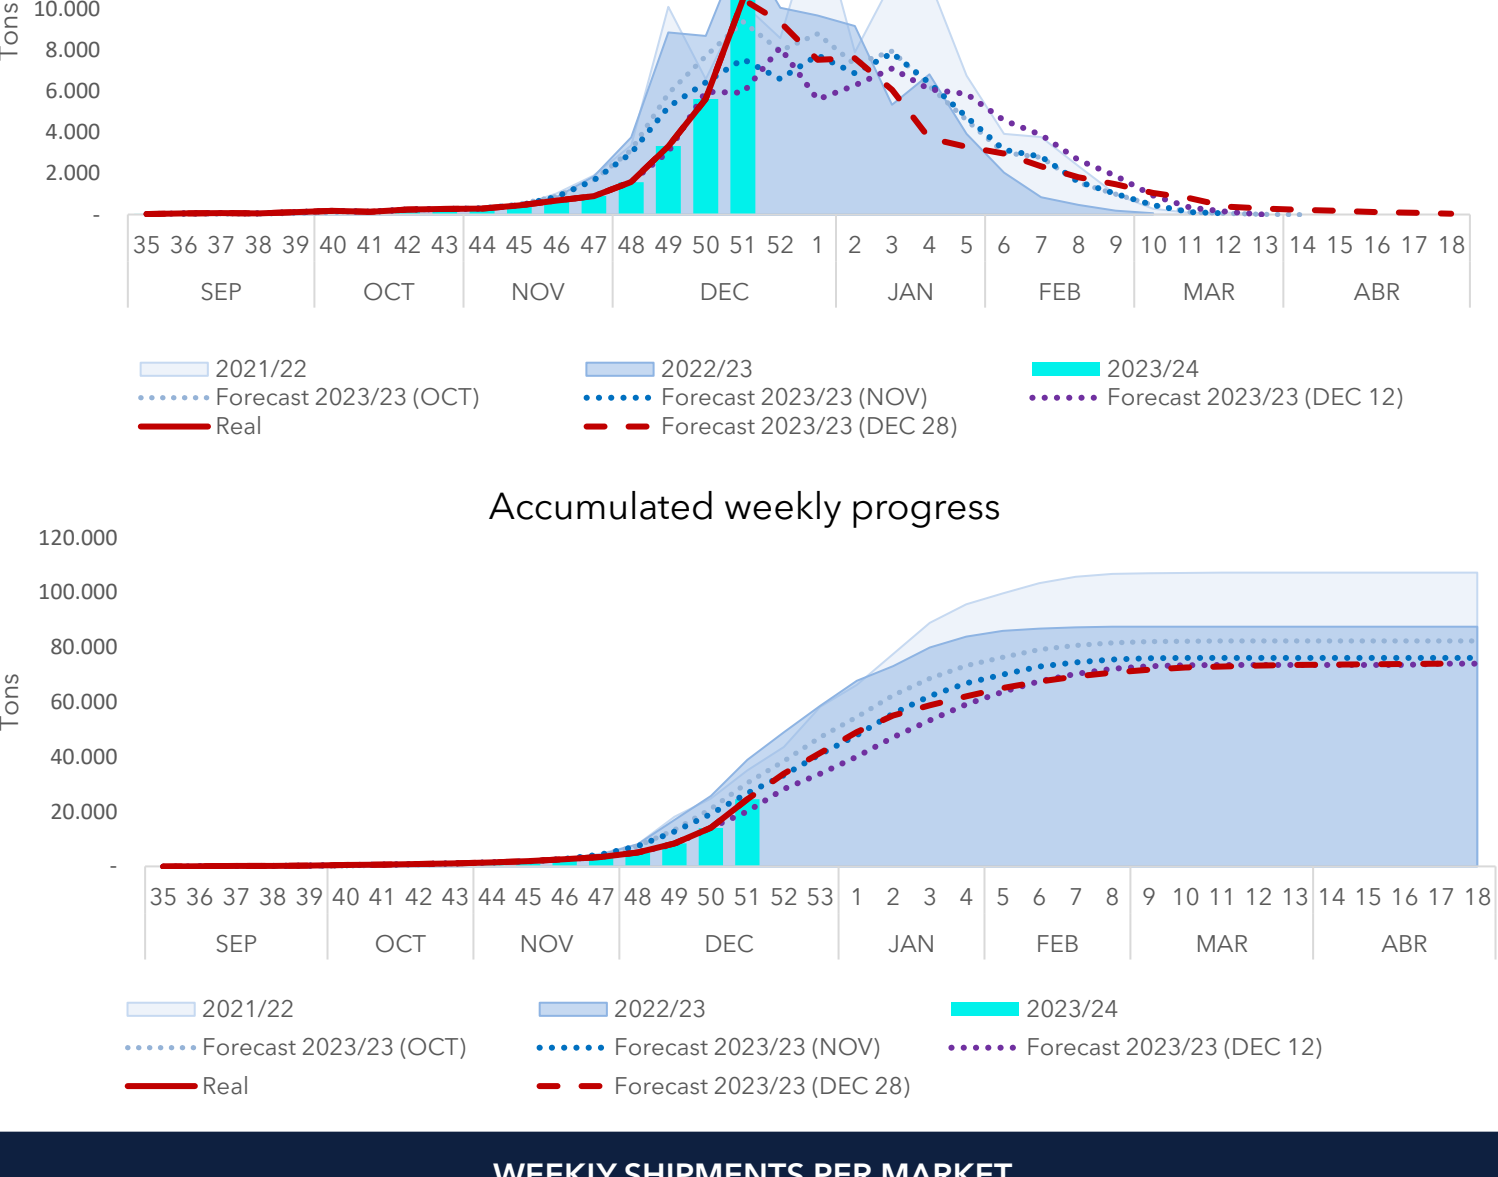 Tons
10.000
8.000
6.000
4.000
2.000
-
35 36 37 38 39 40 41 42 43 44 45 46 47 48 49 50 51 52 1 2 3 4 5 6 7 8 9 10 11 12 13 14 15 16 17 18
SEP OCT NOV DEC JAN FEB MAR ABR
2021/22 2022/23 2023/24
Forecast 2023/23 (OCT) Forecast 2023/23 (NOV) Forecast 2023/23 (DEC 12)
Real Forecast 2023/23 (DEC 28)
Accumulated weekly progress
Tons
120.000
100.000
80.000
60.000
40.000
20.000
-
35 36 37 38 39 40 41 42 43 44 45 46 47 48 49 50 51 52 53 1 2 3 4 5 6 7 8 9 10 11 12 13 14 15 16 17 18
SEP OCT NOV DEC JAN FEB MAR ABR
2021/22 2022/23 2023/24
Forecast 2023/23 (OCT) Forecast 2023/23 (NOV) Forecast 2023/23 (DEC 12)
Real Forecast 2023/23 (DEC 28)
WEEKLY SHIPMENTS PER MARKET